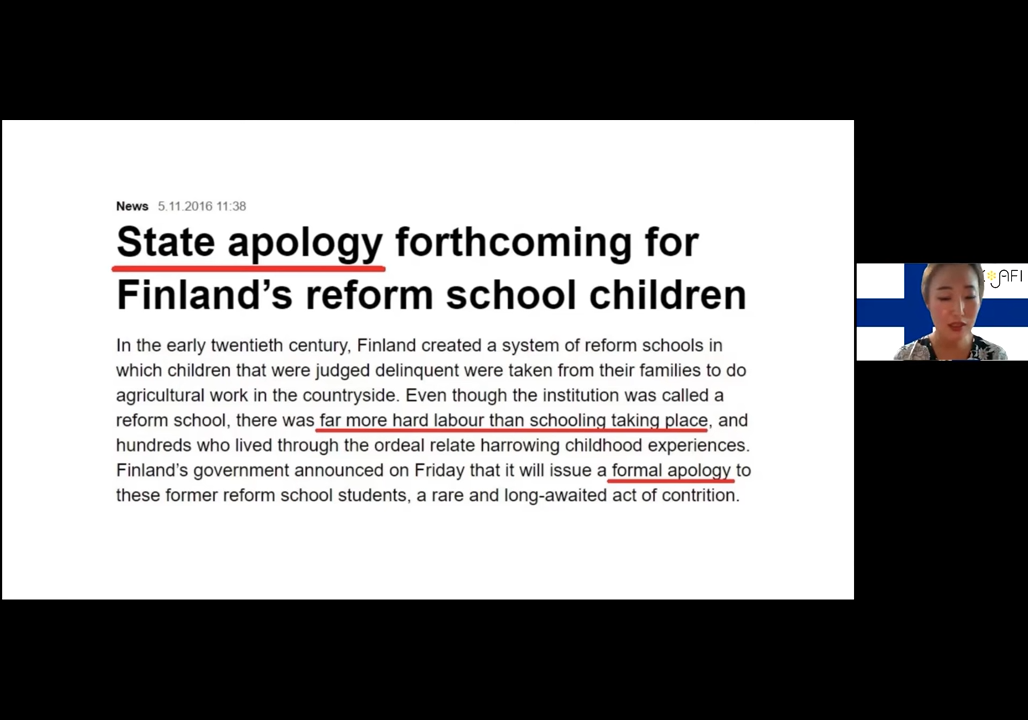 News 5.11.2016 11:38
State apology forthcoming for
Finland's reform school children
In the early twentieth century, Finland created a system of reform schools in
which children that were judged delinquent were taken from their families to do
agricultural work in the countryside. Even though the institution was called a
reform school, there was far more hard labour than schooling taking place, and
hundreds who lived through the ordeal relate harrowing childhood experiences.
Finland's government announced on Friday that it will issue a formal apology to
these former reform school students, a rare and long-awaited act of contrition.